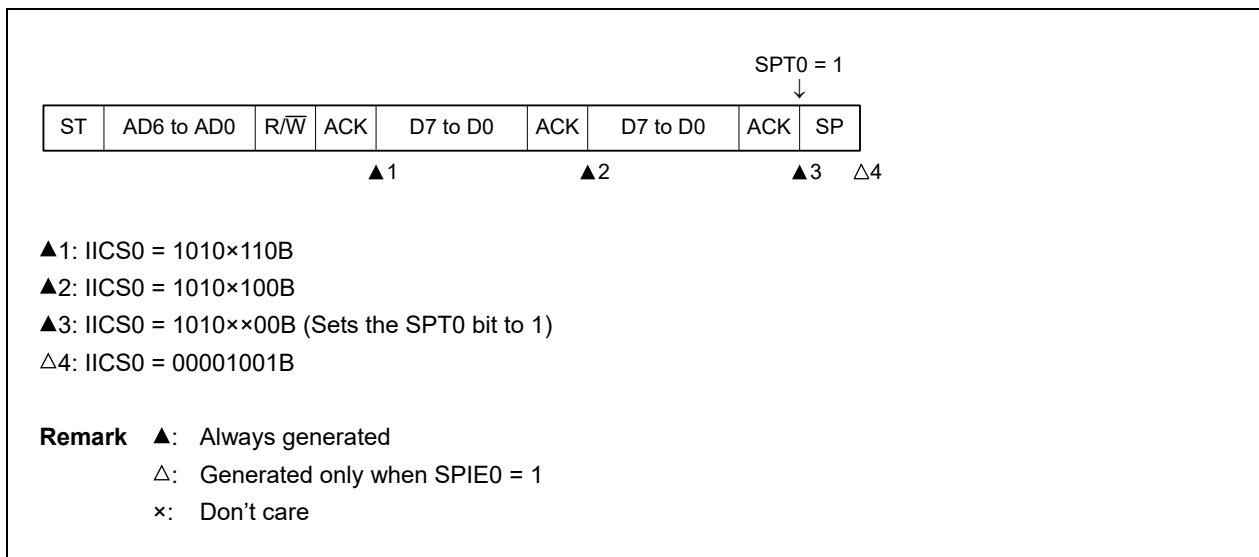 SPT0 = 1
↓
ST AD6 to AD0 R/W̅ ACK D7 to D0 ACK D7 to D0 ACK SP
▲1 ▲2 ▲3 △4
▲1: IICS0 = 1010×110B
▲2: IICS0 = 1010×100B
▲3: IICS0 = 1010××00B (Sets the SPT0 bit to 1)
△4: IICS0 = 00001001B
Remark ▲: Always generated
△: Generated only when SPIE0 = 1
×: Don’t care